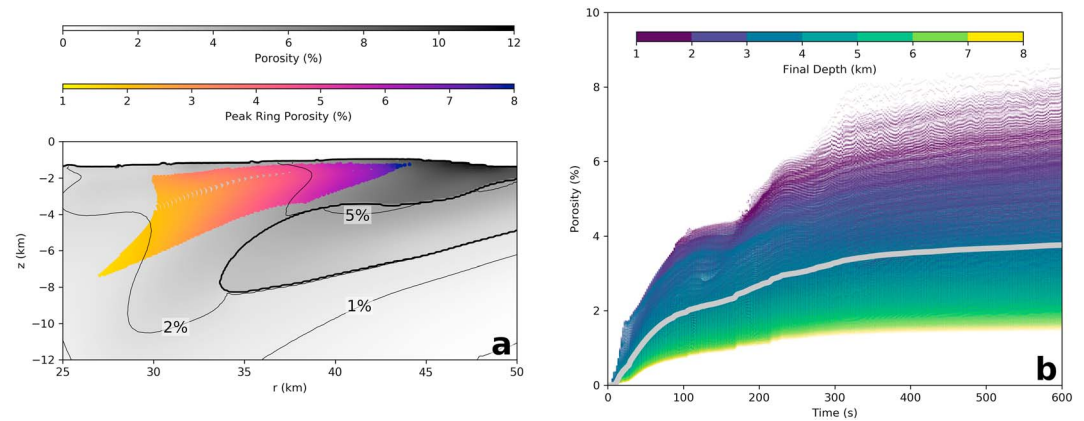 0 2 4 6 8 10 12
Porosity (%)
1 2 3 4 5 6 7 8
Peak Ring Porosity (%)
0
−2
−4
−6
−8
−10
−12
z (km)
5%
1%
2%
a
25 30 35 40 45 50
r (km)
10
8
6
4
2
0
Porosity (%)
1 2 3 4 5 6 7 8
Final Depth (km)
b
0 100 200 300 400 500 600
Time (s)